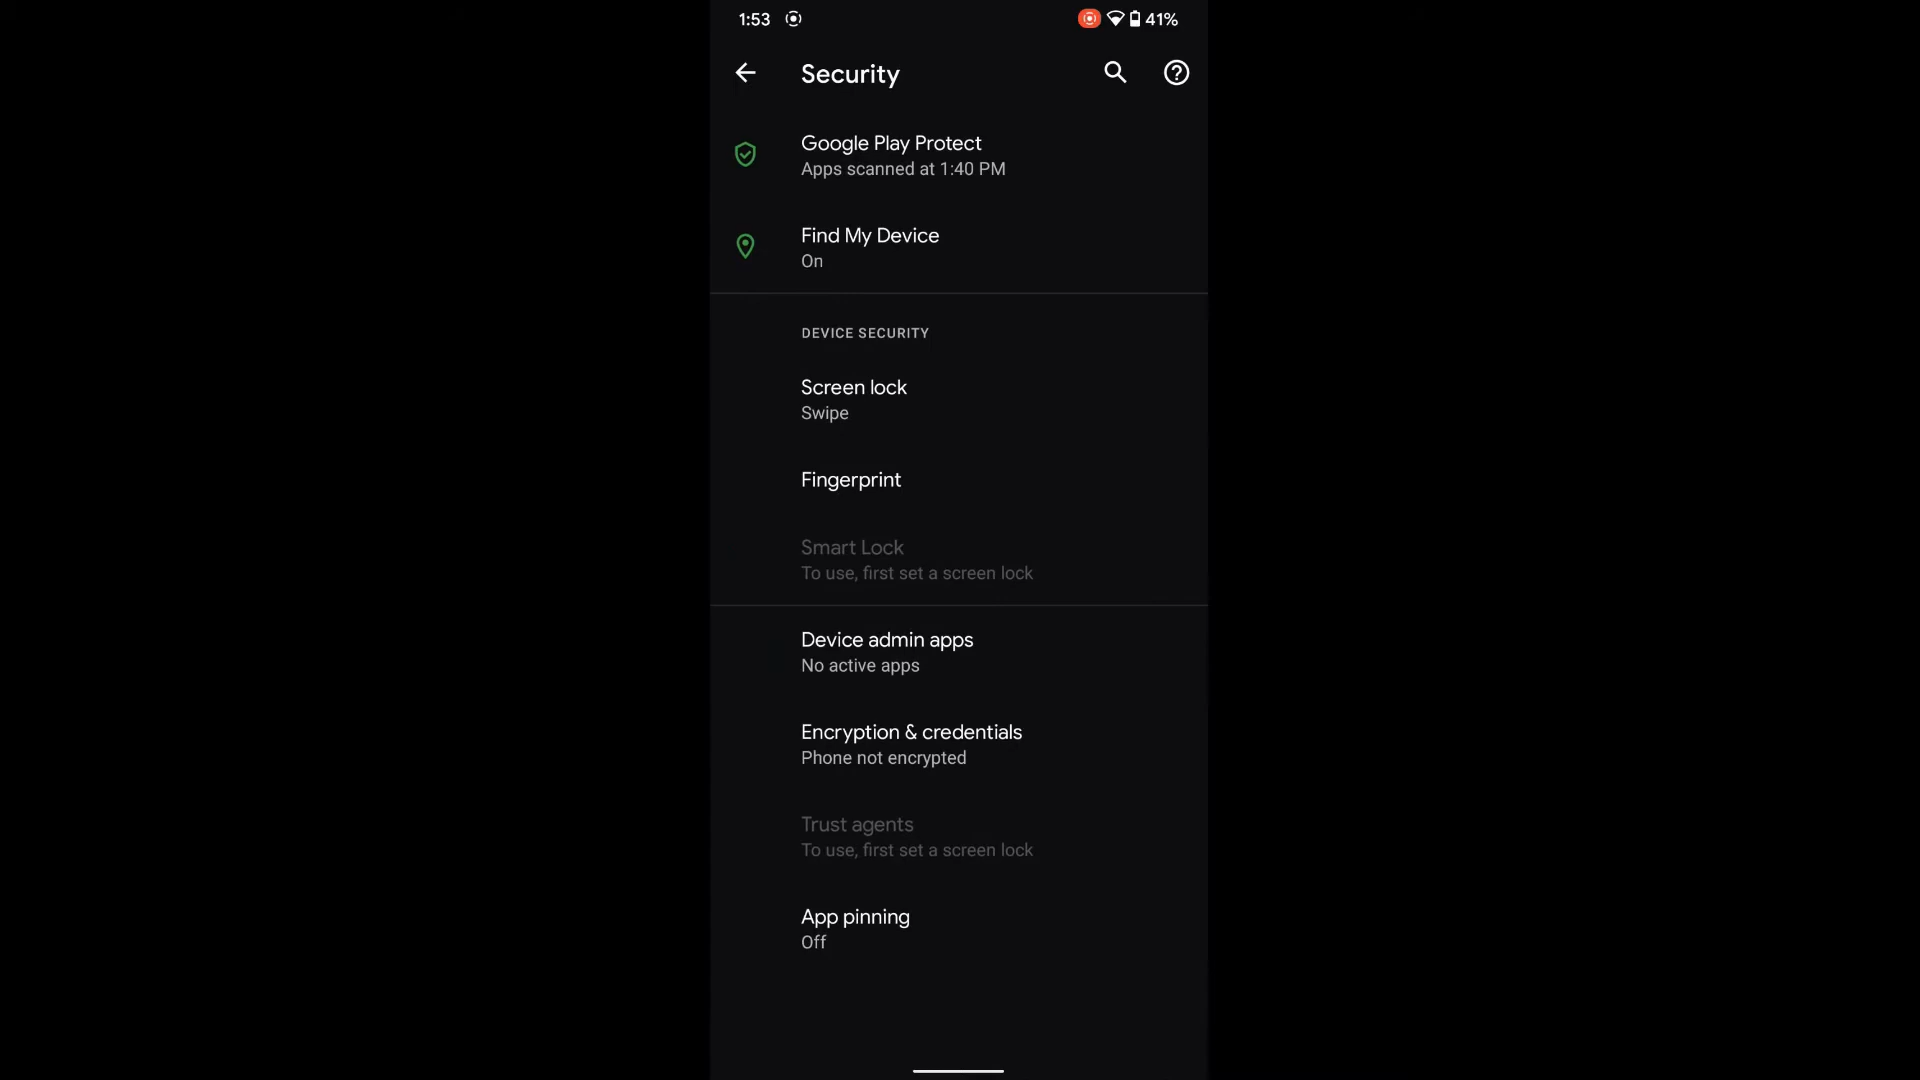 1:53 41%
Security
Google Play Protect
Apps scanned at 1:40 PM
Find My Device
On
DEVICE SECURITY
Screen lock
Swipe
Fingerprint
Smart Lock
To use, first set a screen lock
Device admin apps
No active apps
Encryption & credentials
Phone not encrypted
Trust agents
To use, first set a screen lock
App pinning
Off